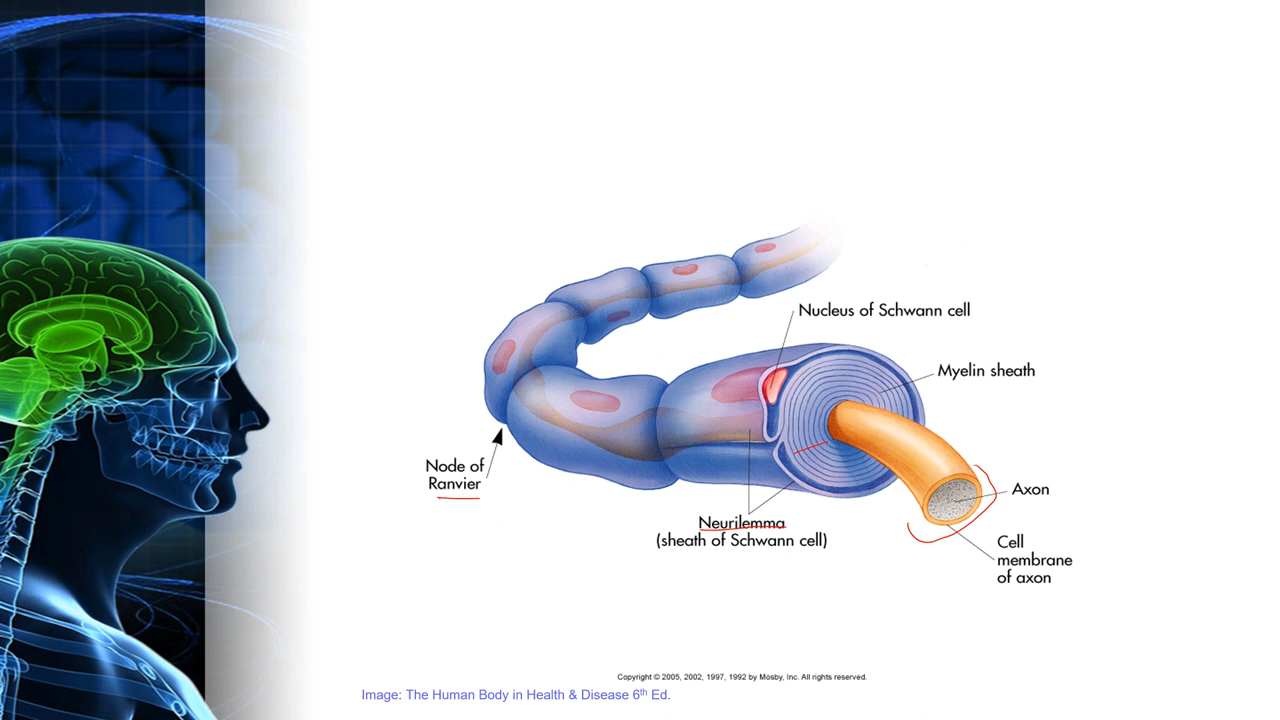 Nucleus of Schwann cell
Myelin sheath
Node of
Ranvier
Axon
Neurilemma
(sheath of Schwann cell)
Cell
membrane
of axon
Copyright © 2005, 2002, 1997, 1992 by Mosby, Inc. All rights reserved.
Image: The Human Body in Health & Disease 6th Ed.